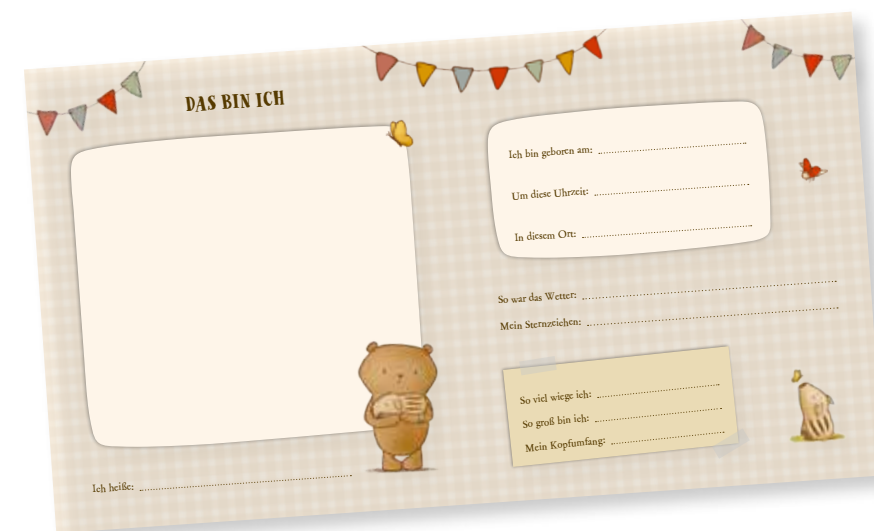 DAS BIN ICH
Ich heiße:
Ich bin geboren am:
Um diese Uhrzeit:
In diesem Ort:
So war das Wetter:
Mein Sternzeichen:
So viel wiege ich:
So groß bin ich:
Mein Kopfumfang: